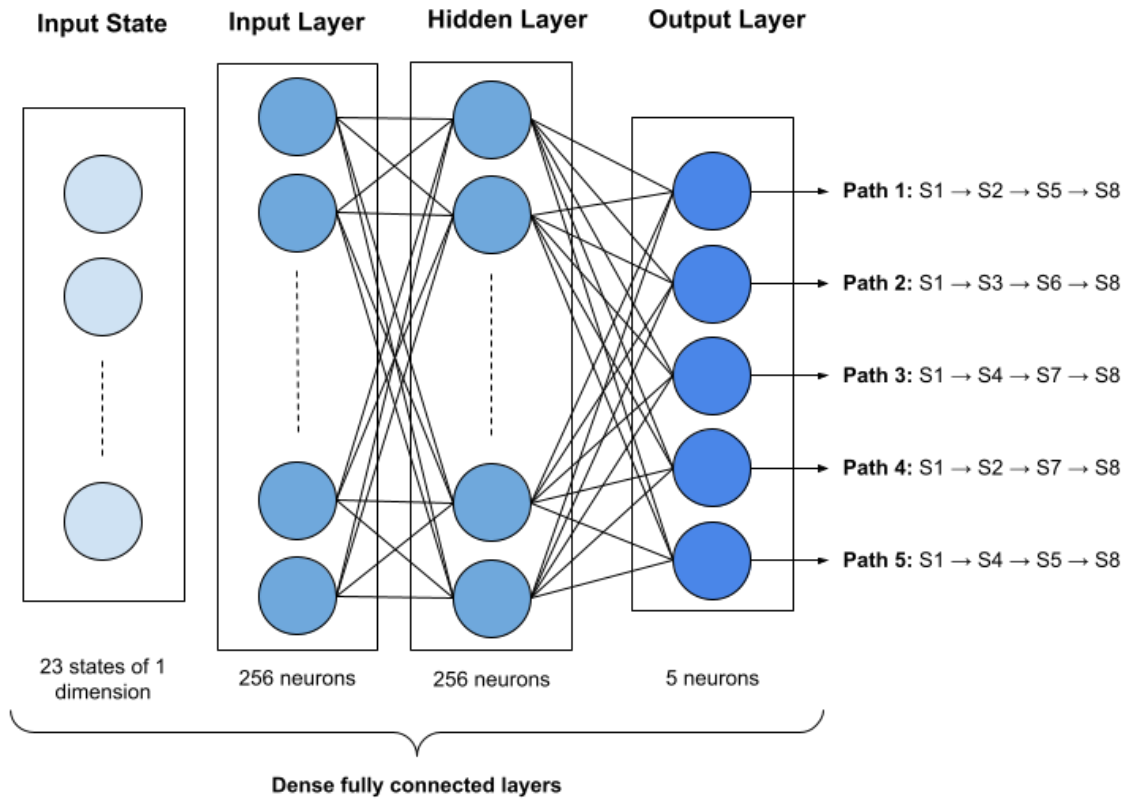 Input State
Input Layer
Hidden Layer
Output Layer
Path 1: S1 → S2 → S5 → S8
Path 2: S1 → S3 → S6 → S8
Path 3: S1 → S4 → S7 → S8
Path 4: S1 → S2 → S7 → S8
Path 5: S1 → S4 → S5 → S8
23 states of 1
dimension
256 neurons
256 neurons
5 neurons
Dense fully connected layers